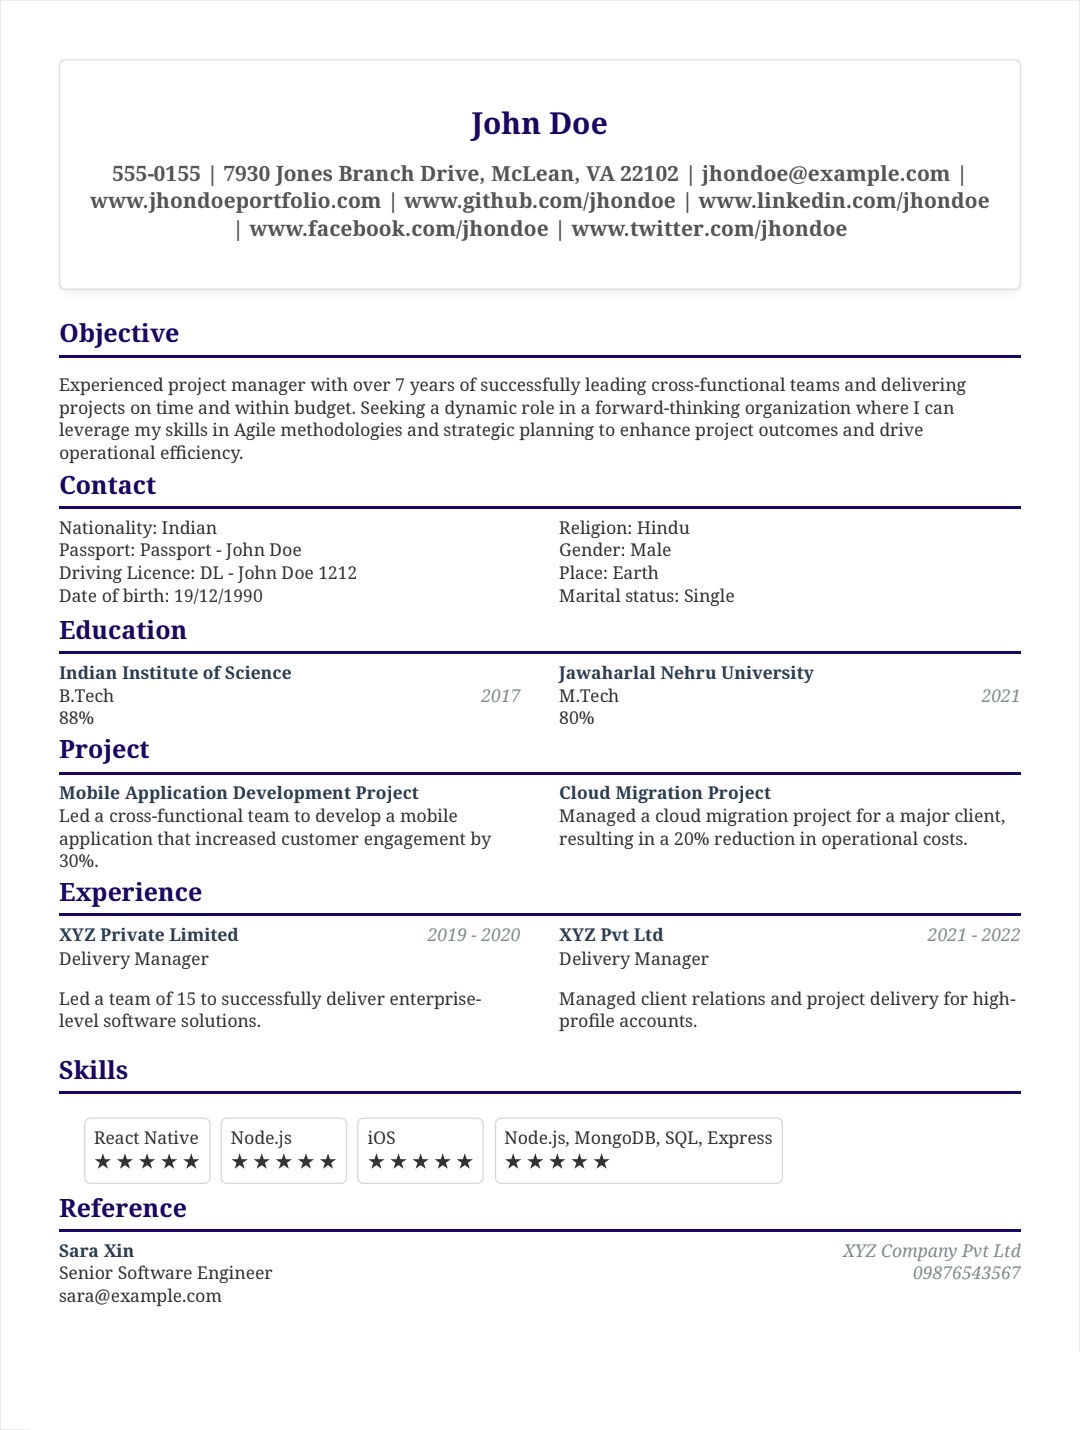 John Doe
555-0155 | 7930 Jones Branch Drive, McLean, VA 22102 | jhondoe@example.com |
www.jhondoeportfolio.com | www.github.com/jhondoe | www.linkedin.com/jhondoe
| www.facebook.com/jhondoe | www.twitter.com/jhondoe
Objective
Experienced project manager with over 7 years of successfully leading cross-functional teams and delivering
projects on time and within budget. Seeking a dynamic role in a forward-thinking organization where I can
leverage my skills in Agile methodologies and strategic planning to enhance project outcomes and drive
operational efficiency.
Contact
Nationality: Indian
Passport: Passport - John Doe
Driving Licence: DL - John Doe 1212
Date of birth: 19/12/1990
Religion: Hindu
Gender: Male
Place: Earth
Marital status: Single
Education
Indian Institute of Science
B.Tech 2017
88%
Jawaharlal Nehru University
M.Tech 2021
80%
Project
Mobile Application Development Project
Led a cross-functional team to develop a mobile
application that increased customer engagement by
30%.
Cloud Migration Project
Managed a cloud migration project for a major client,
resulting in a 20% reduction in operational costs.
Experience
XYZ Private Limited 2019 - 2020
Delivery Manager
Led a team of 15 to successfully deliver enterprise-
level software solutions.
XYZ Pvt Ltd 2021 - 2022
Delivery Manager
Managed client relations and project delivery for high-
profile accounts.
Skills
React Native
★★★★★
Node.js
★★★★★
iOS
★★★★★
Node.js, MongoDB, SQL, Express
★★★★★
Reference
Sara Xin XYZ Company Pvt Ltd
Senior Software Engineer 09876543567
sara@example.com